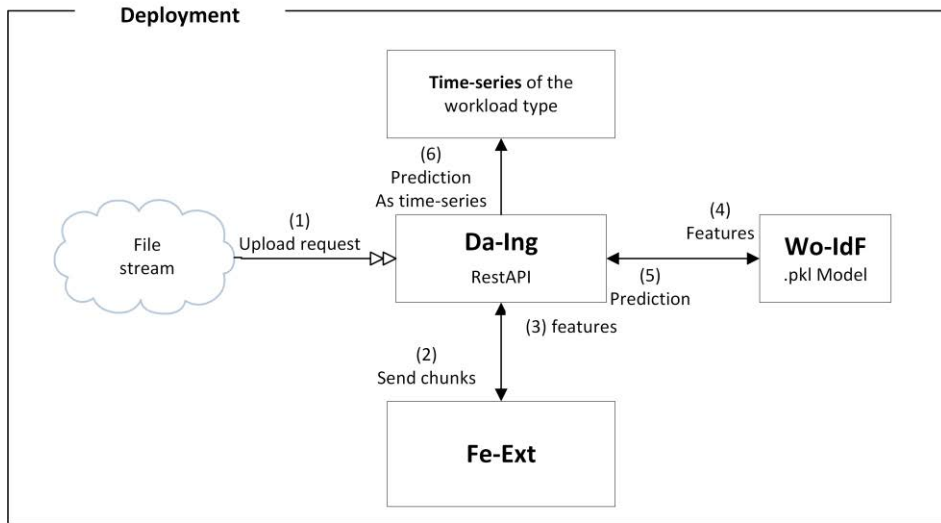 Deployment
Time-series of the
workload type
(6)
Prediction
As time-series
(1)
Upload request
File
stream
Da-Ing
RestAPI
(4)
Features
(5)
Prediction
Wo-IdF
.pkl Model
(3) features
(2)
Send chunks
Fe-Ext